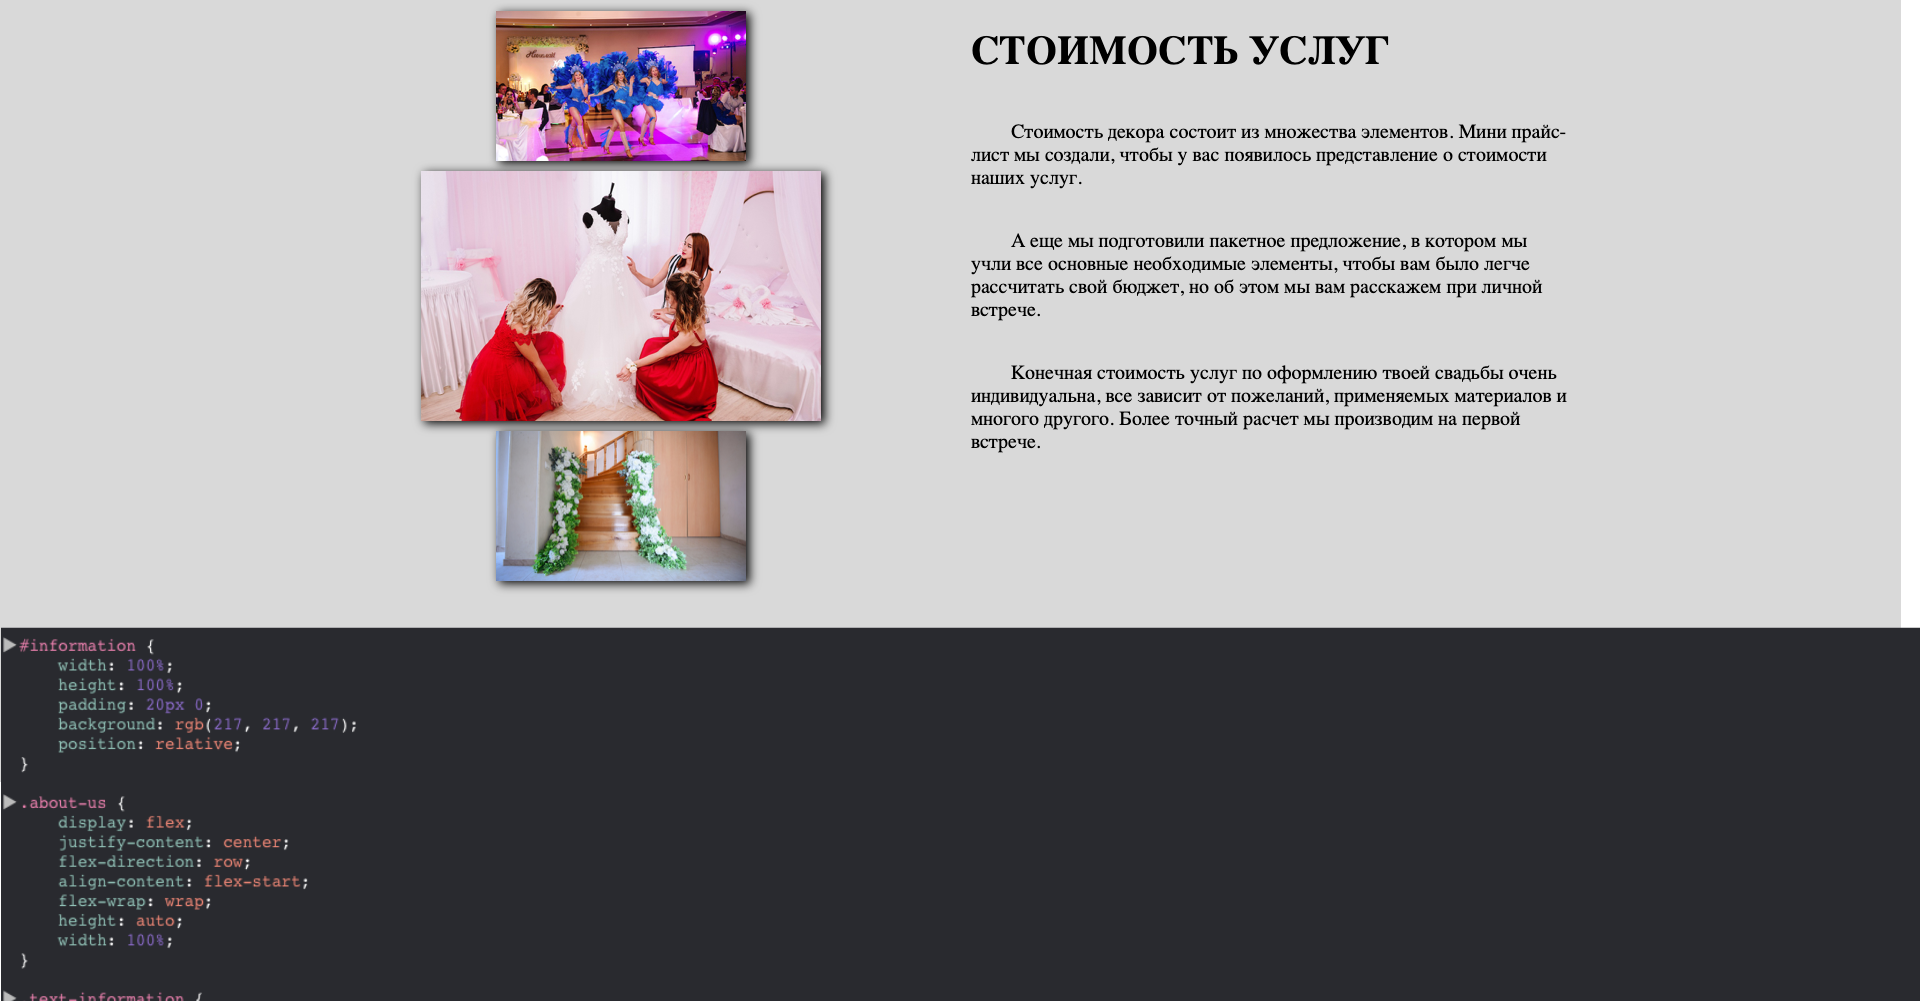 СТОИМОСТЬ УСЛУГ
Стоимость декора состоит из множества элементов. Мини прайс-
лист мы создали, чтобы у вас появилось представление о стоимости
наших услуг.
А еще мы подготовили пакетное предложение, в котором мы
учли все основные необходимые элементы, чтобы вам было легче
рассчитать свой бюджет, но об этом мы вам расскажем при личной
встрече.
Конечная стоимость услуг по оформлению твоей свадьбы очень
индивидуальна, все зависит от пожеланий, применяемых материалов и
многого другого. Более точный расчет мы производим на первой
встрече.
#information {
width: 100%;
height: 100%;
padding: 20px 0;
background: rgb(217, 217, 217);
position: relative;
}
.about-us {
display: flex;
justify-content: center;
flex-direction: row;
align-content: flex-start;
flex-wrap: wrap;
height: auto;
width: 100%;
}
.text-information {